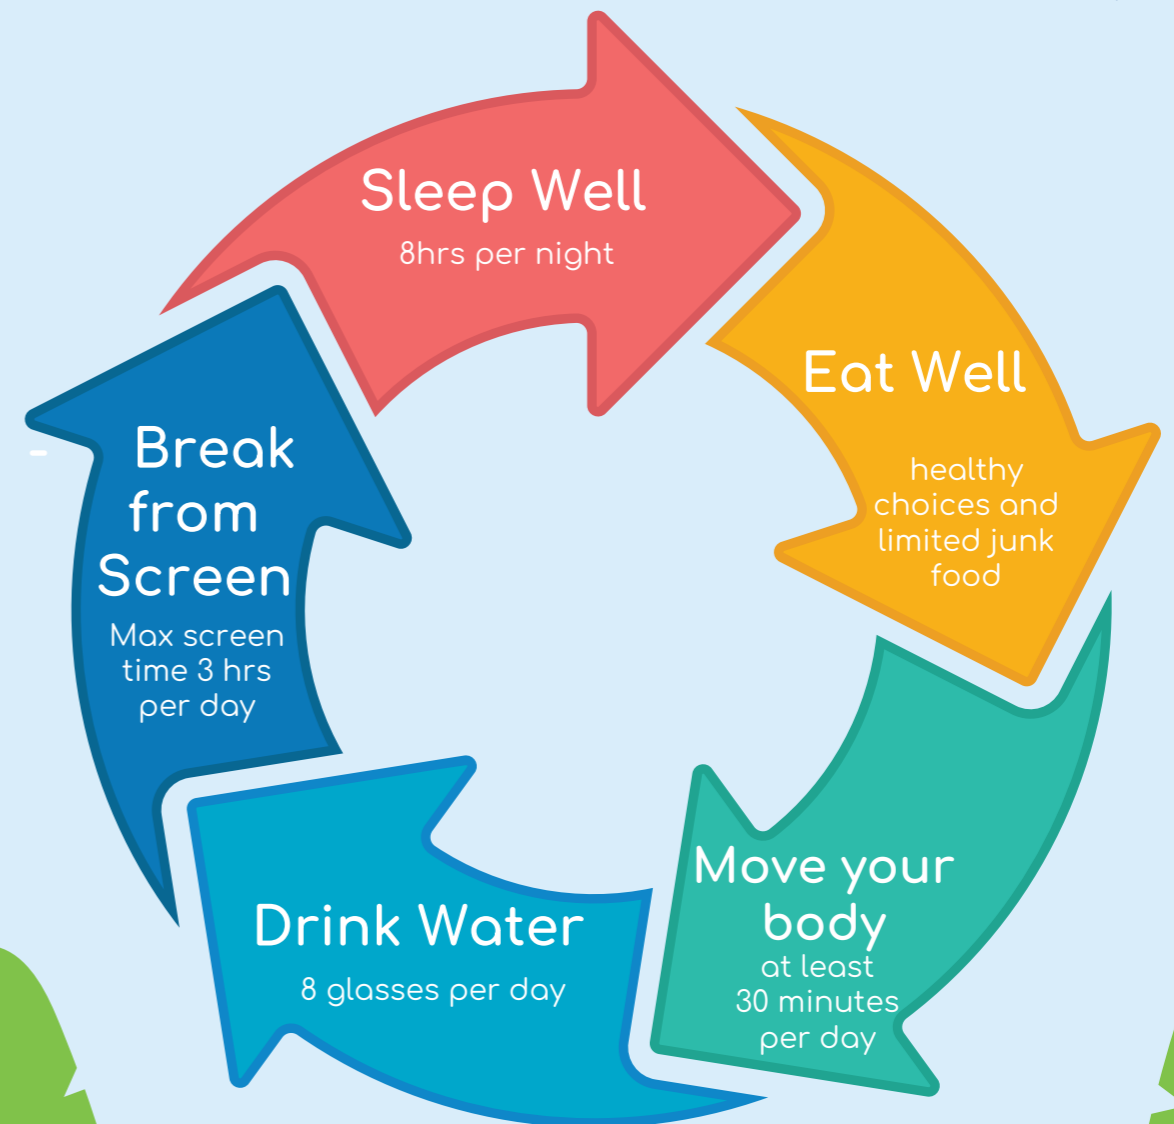 Sleep Well
8hrs per night
Eat Well
healthy
choices and
limited junk
food
Move your
body
at least
30 minutes
per day
Drink Water
8 glasses per day
Break
from
Screen
Max screen
time 3 hrs
per day